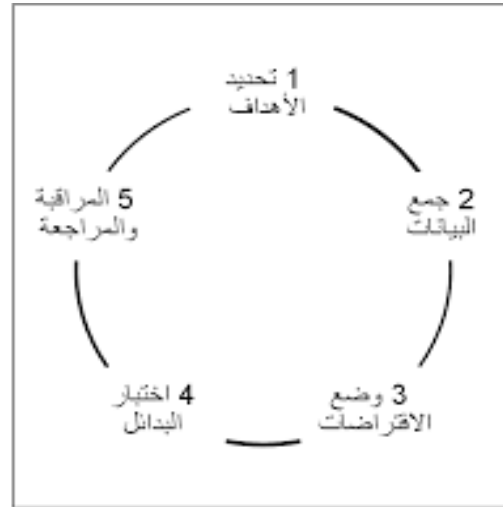 1 تحديد
الأهداف
2 جمع
البيانات
3 وضع
الافتراضات
4 اختبار
البدائل
5 المراقبة
والمراجعة